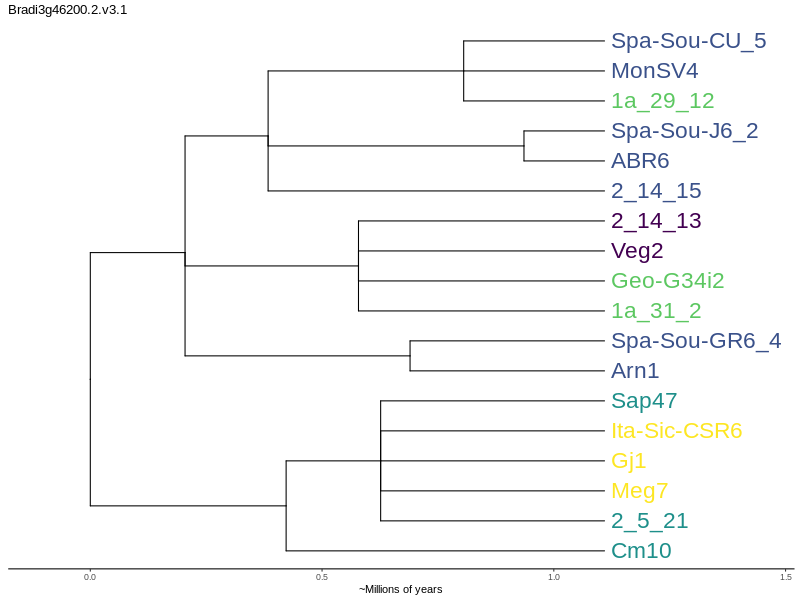 Bradi3g46200.2.v3.1
Spa-Sou-CU_5
MonSV4
1a_29_12
Spa-Sou-J6_2
ABR6
2_14_15
2_14_13
Veg2
Geo-G34i2
1a_31_2
Spa-Sou-GR6_4
Arn1
Sap47
Ita-Sic-CSR6
Gj1
Meg7
2_5_21
Cm10
0.0 0.5 1.0 1.5
~Millions of years